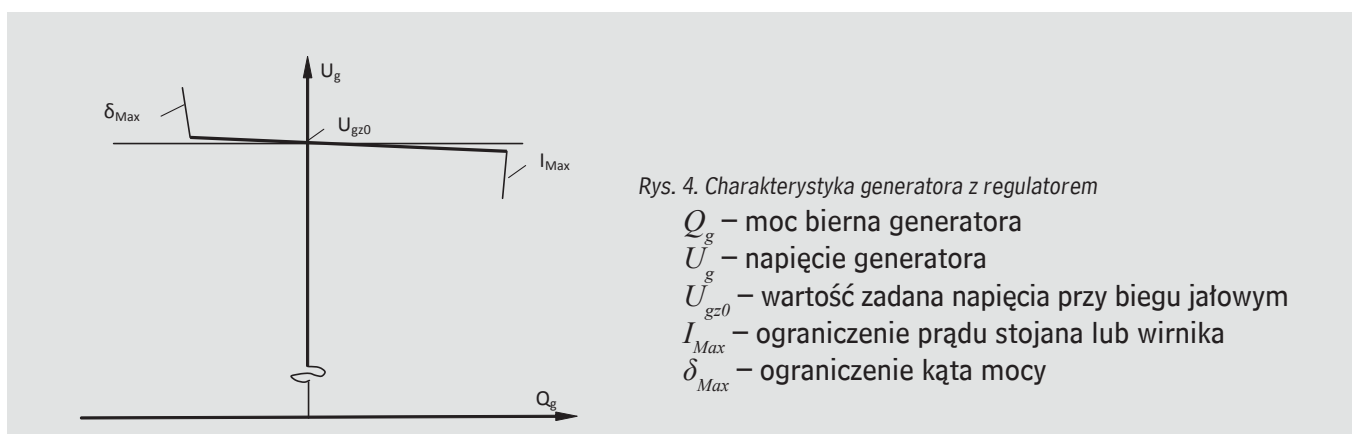 U_g
δ_Max
U_gz0
I_Max
Q_g
Rys. 4. Charakterystyka generatora z regulatorem
Q_g – moc bierna generatora
U_g – napięcie generatora
U_gz0 – wartość zadana napięcia przy biegu jałowym
I_Max – ograniczenie prądu stojana lub wirnika
δ_Max – ograniczenie kąta mocy